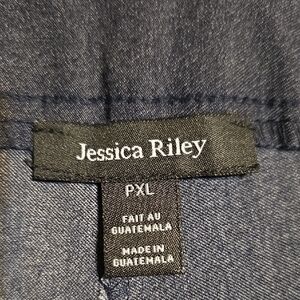 Jessica Riley
PXL
FAIT AU
GUATEMALA
MADE IN
GUATEMALA